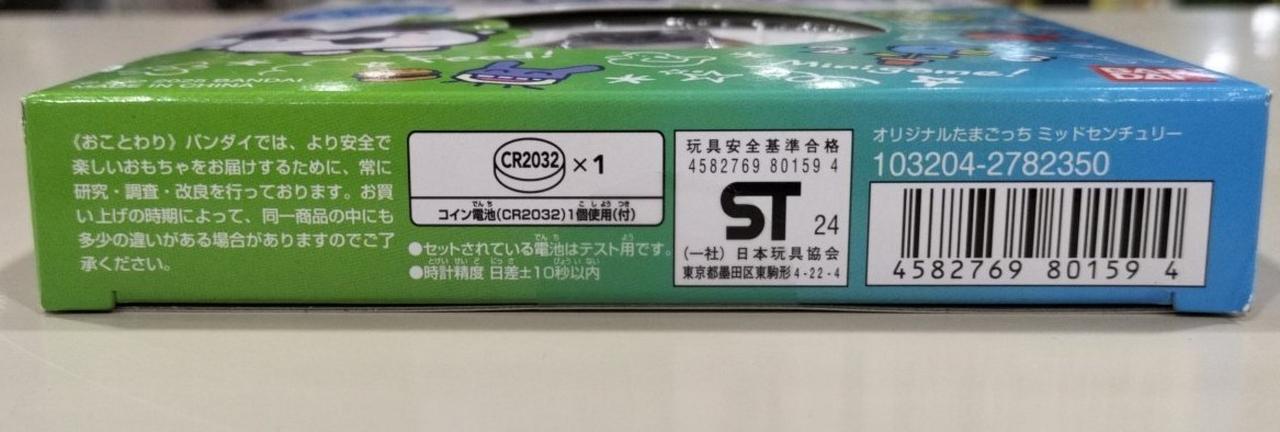 BANDAI
MADE IN CHINA
BANDAI
《おことわり》バンダイでは、より安全で
楽しいおもちゃをお届けするために、常に
研究・調査・改良を行っております。お買
い上げの時期によって、同一商品の中にも
多少の違いがある場合がありますのでご了
承ください。
CR2032 ×1
コイン電池(CR2032)1個使用(付)
●セットされている電池はテスト用です。
●時計精度 日差±10秒以内
玩具安全基準合格
4582769 80159 4
ST 24
(一社) 日本玩具協会
東京都墨田区東駒形4-22-4
オリジナルたまごっち ミッドセンチュリー
103204-2782350
4582769 80159 4